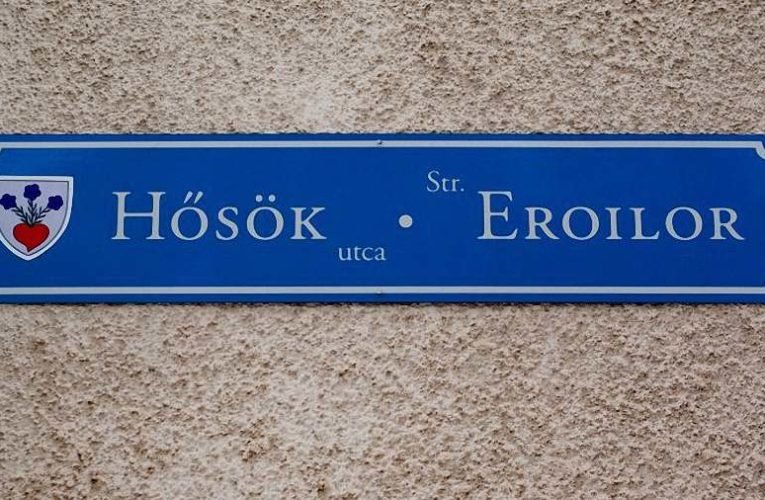 Hősök utca
Str. Eroilor